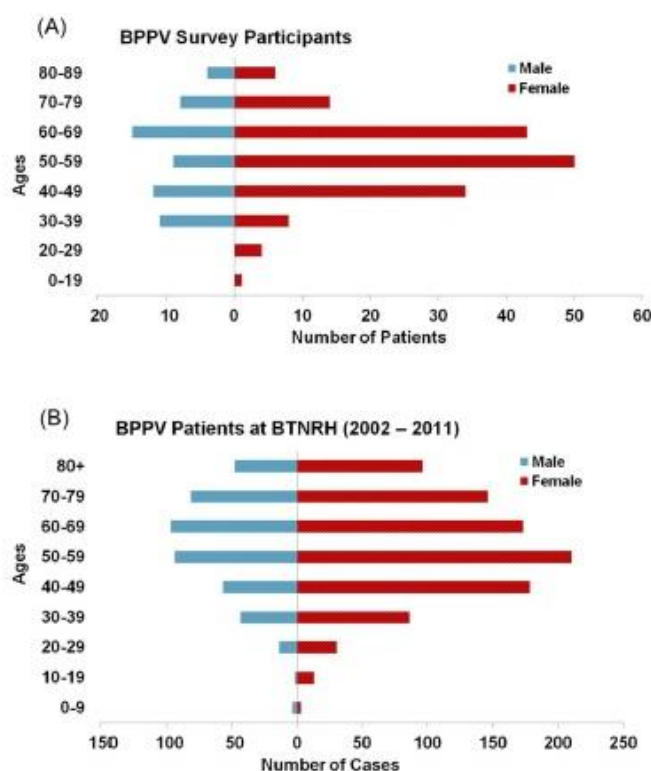 (A)
BPPV Survey Participants
Male
Female
80-89
70-79
60-69
50-59
40-49
30-39
20-29
0-19
Ages
20 10 0 10 20 30 40 50 60
Number of Patients
(B)
BPPV Patients at BTNRH (2002 – 2011)
Male
Female
80+
70-79
60-69
50-59
40-49
30-39
20-29
10-19
0-9
Ages
150 100 50 0 50 100 150 200 250
Number of Cases